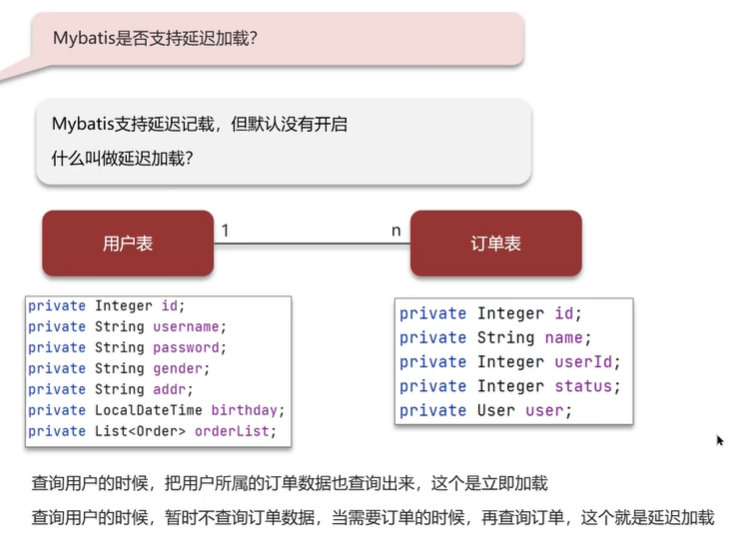 Mybatis是否支持延迟加载？
Mybatis支持延迟记载，但默认没有开启
什么叫做延迟加载？
用户表
1
n
订单表
private Integer id;
private String username;
private String password;
private String gender;
private String addr;
private LocalDateTime birthday;
private List<Order> orderList;
private Integer id;
private String name;
private Integer userId;
private Integer status;
private User user;
查询用户的时候，把用户所属的订单数据也查询出来，这个是立即加载
查询用户的时候，暂时不查询订单数据，当需要订单的时候，再查询订单，这个就是延迟加载